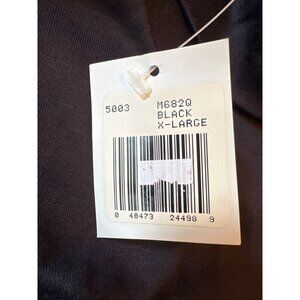 5003 M682Q
BLACK
X-LARGE
0 48473 24498 9